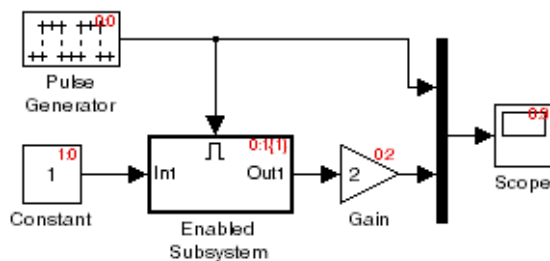 0:0
Pulse
Generator
1:0
1
Constant
0:1{1}
In1
Out1
Enabled
Subsystem
0:2
2
Gain
Scope